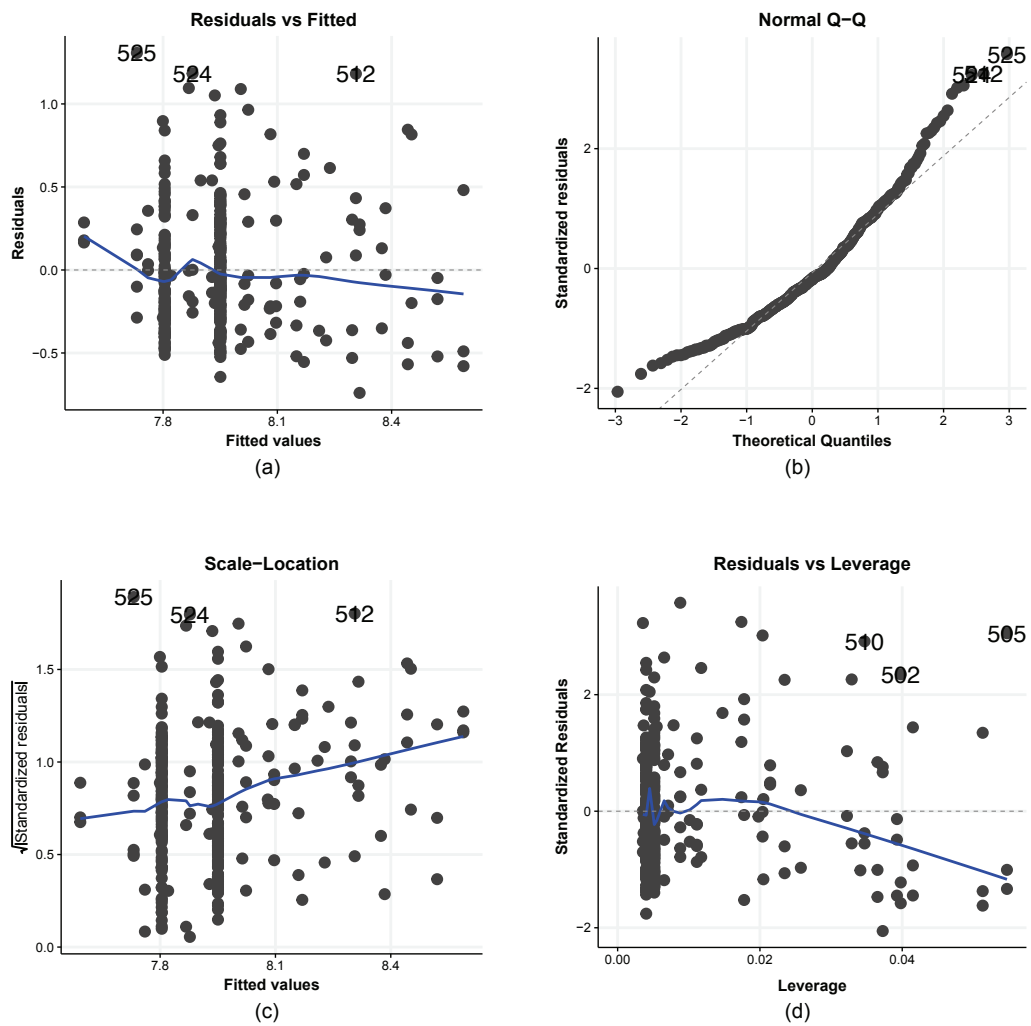 Residuals vs Fitted
525
524
512
1.0
0.5
0.0
−0.5
Residuals
7.8
8.1
8.4
Fitted values
(a)
Normal Q−Q
525
512
524
2
0
−2
Standardized residuals
−3
−2
−1
0
1
2
3
Theoretical Quantiles
(b)
Scale−Location
525
524
512
1.5
1.0
0.5
0.0
√|Standardized residuals|
7.8
8.1
8.4
Fitted values
(c)
Residuals vs Leverage
510
505
502
2
0
−2
Standardized Residuals
0.00
0.02
0.04
Leverage
(d)